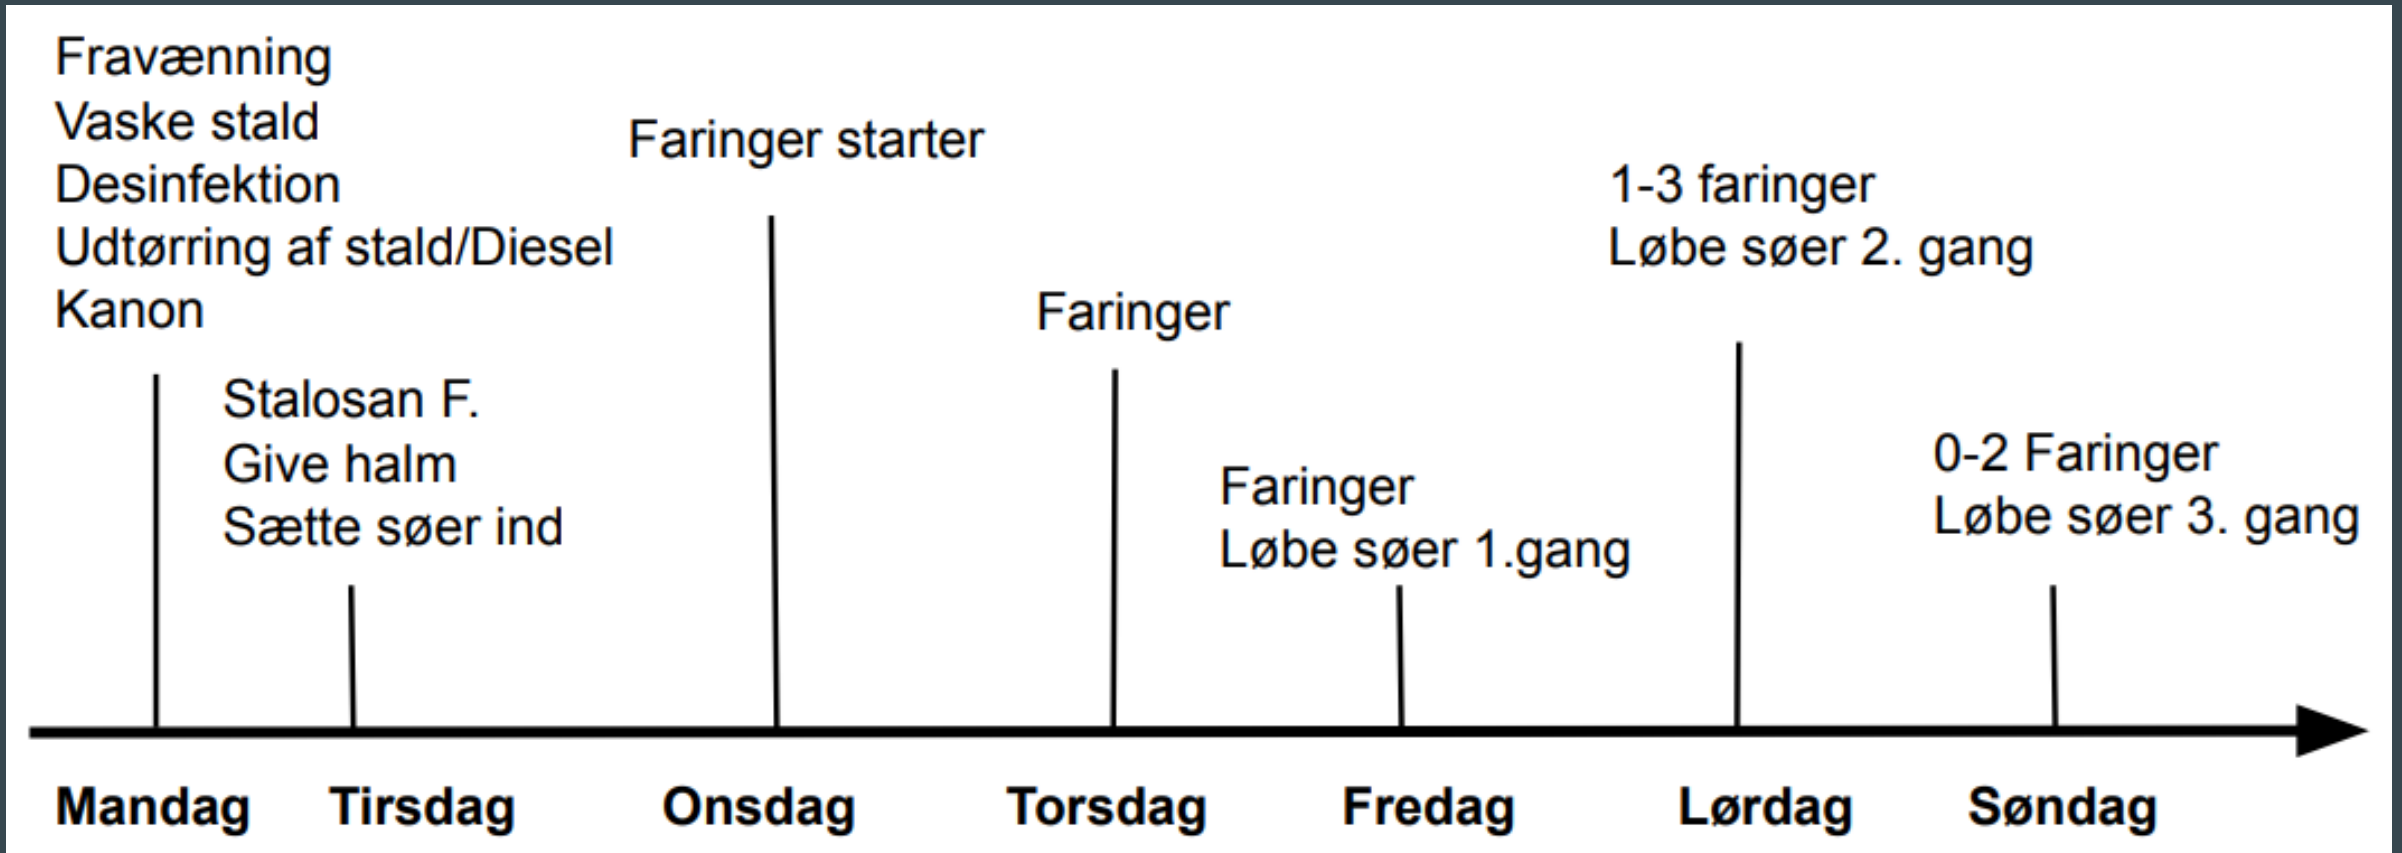 Fravænning
Vaske stald
Desinfektion
Udtørring af stald/Diesel
Kanon
Stalosan F.
Give halm
Sætte søer ind
Faringer starter
Faringer
Faringer
Løbe søer 1.gang
1-3 faringer
Løbe søer 2. gang
0-2 Faringer
Løbe søer 3. gang
Mandag Tirsdag Onsdag Torsdag Fredag Lørdag Søndag